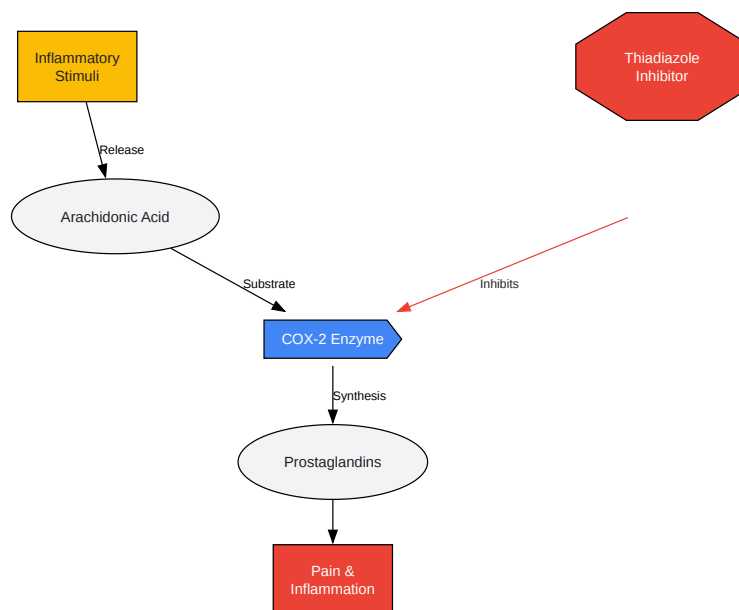 Inflammatory
Stimuli
Thiadiazole
Inhibitor
Release
Arachidonic Acid
Substrate
Inhibits
COX-2 Enzyme
Synthesis
Prostaglandins
Pain &
Inflammation